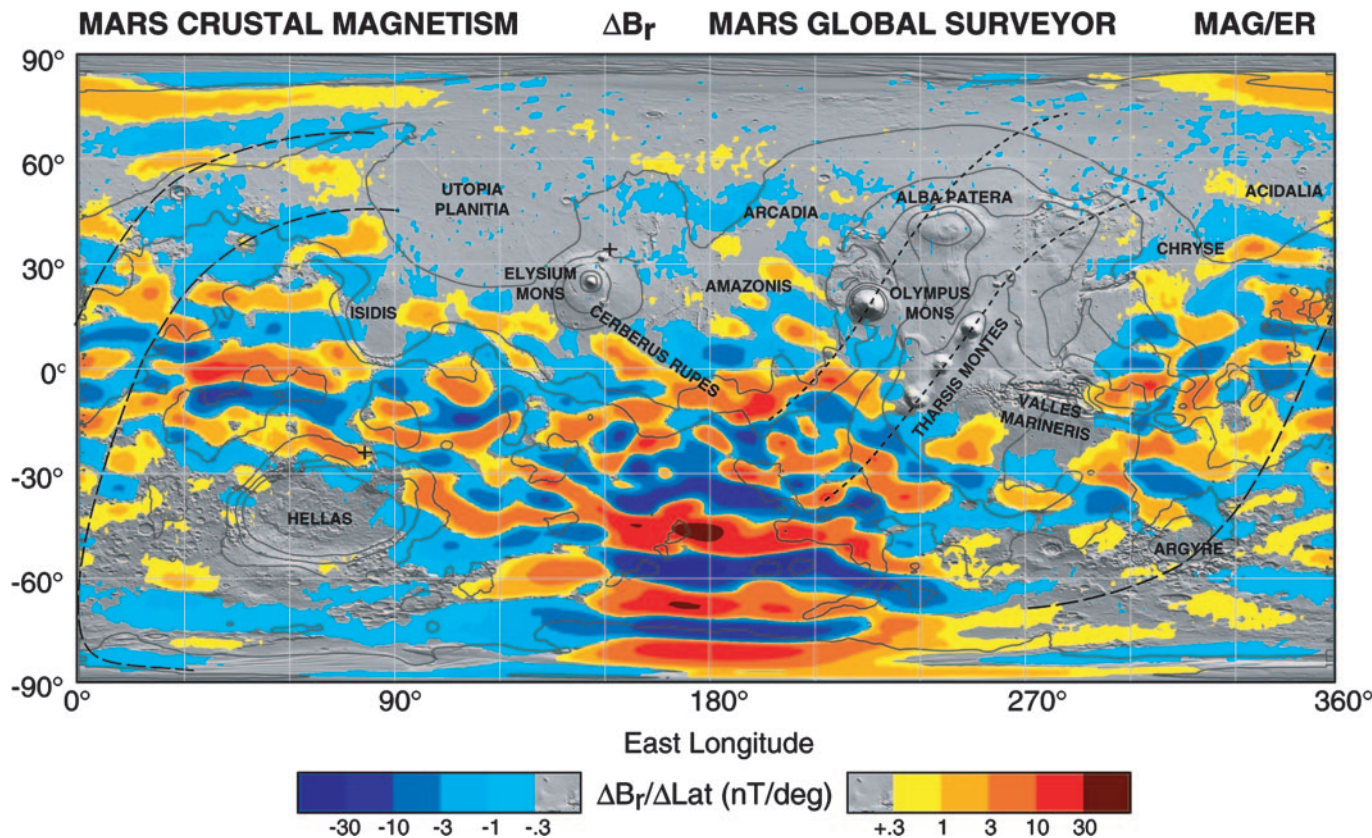 MARS CRUSTAL MAGNETISM ΔBr MARS GLOBAL SURVEYOR MAG/ER
90°
60°
30°
0°
-30°
-60°
-90°
UTOPIA
PLANITIA
ARCADIA
ALBA PATERA
ACIDALIA
CHRYSE
ELYSIUM
MONS
AMAZONIS
OLYMPUS
MONS
ISIDIS
CERBERUS RUPES
THARSIS MONTES
VALLES
MARINERIS
HELLAS
ARGYRE
0° 90° 180° 270° 360°
East Longitude
ΔBr/ΔLat (nT/deg)
-30 -10 -3 -1 -.3 +.3 1 3 10 30